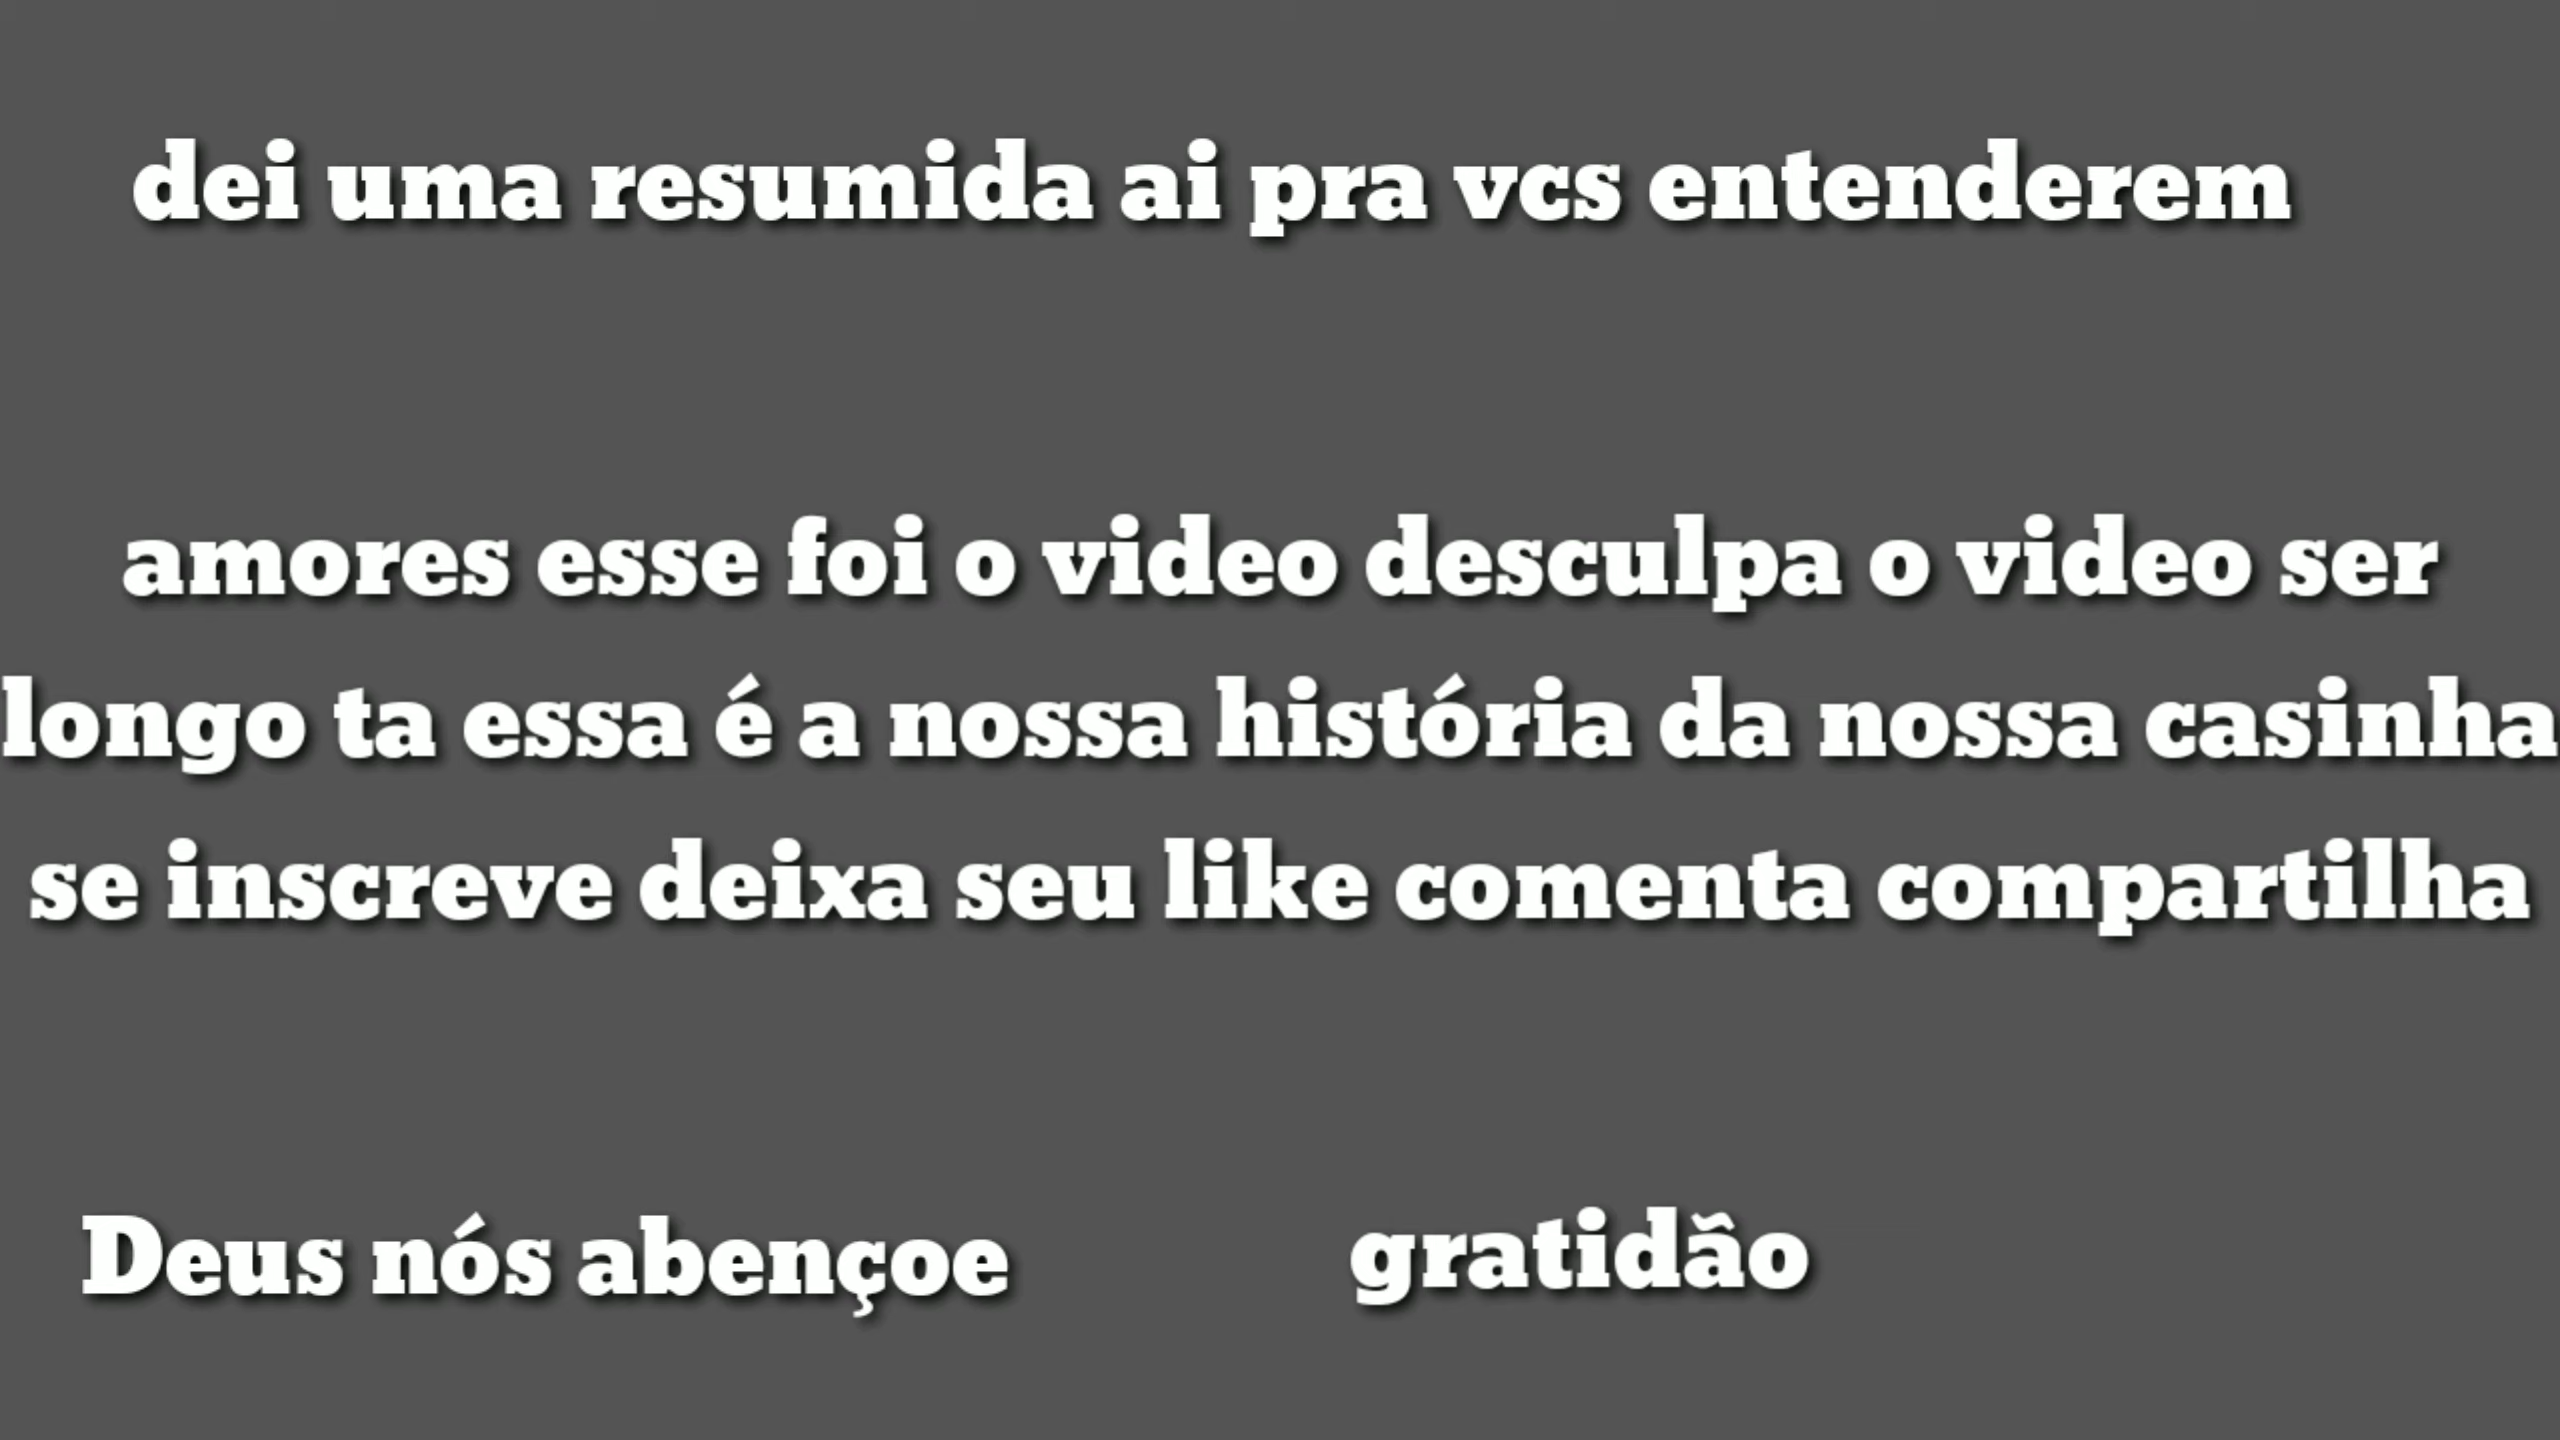 dei uma resumida ai pra vcs entenderem
amores esse foi o video desculpa o video ser
longo ta essa é a nossa história da nossa casinha
se inscreve deixa seu like comenta compartilha
Deus nós abençoe
gratidão